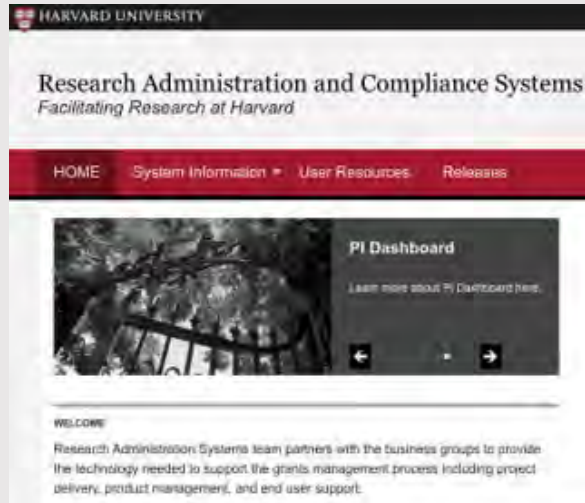 HARVARD UNIVERSITY
Research Administration and Compliance Systems
Facilitating Research at Harvard
HOME System Information User Resources Releases
PI Dashboard
Learn more about PI Dashboard here.
WELCOME
Research Administration Systems team partners with the business groups to provide
the technology needed to support the grants management process including project
delivery, product management, and end user support.